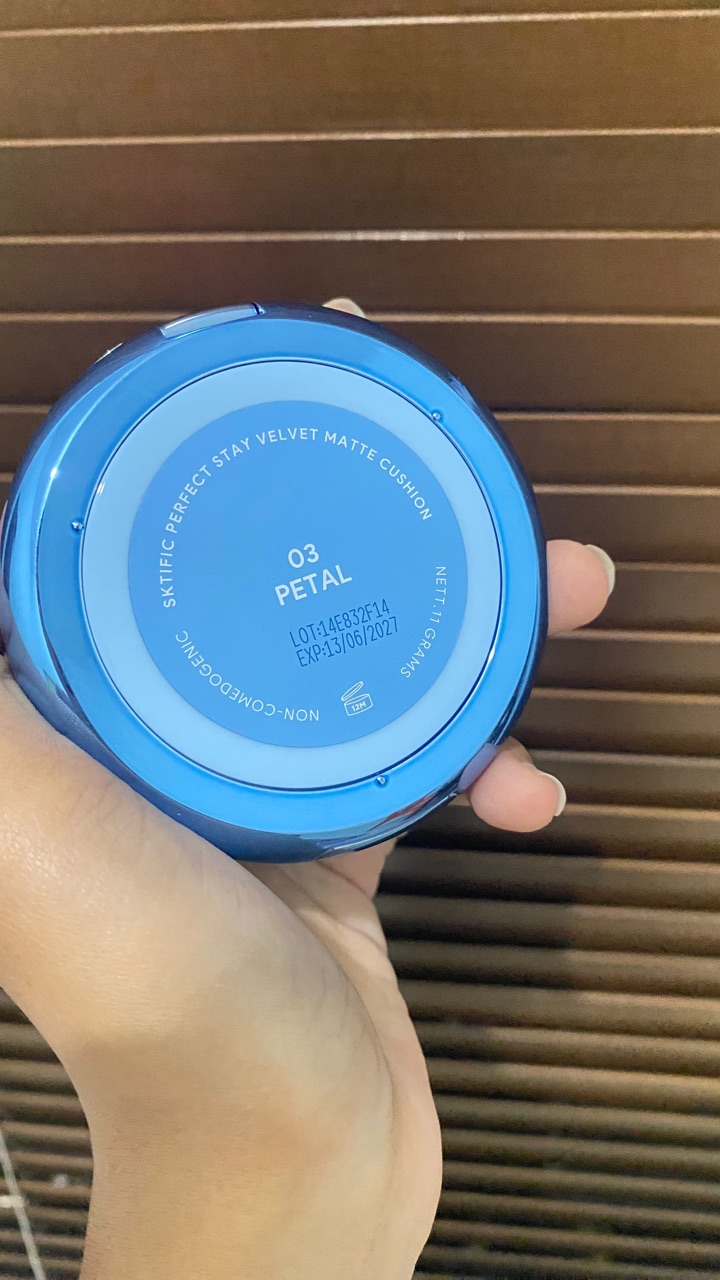 SKTIFIC PERFECT STAY VELVET MATTE CUSHION
03
PETAL
LOT:14E832F14
EXP:13/06/2027
NETT.11 GRAMS
12M
NON-COMEDOGENIC